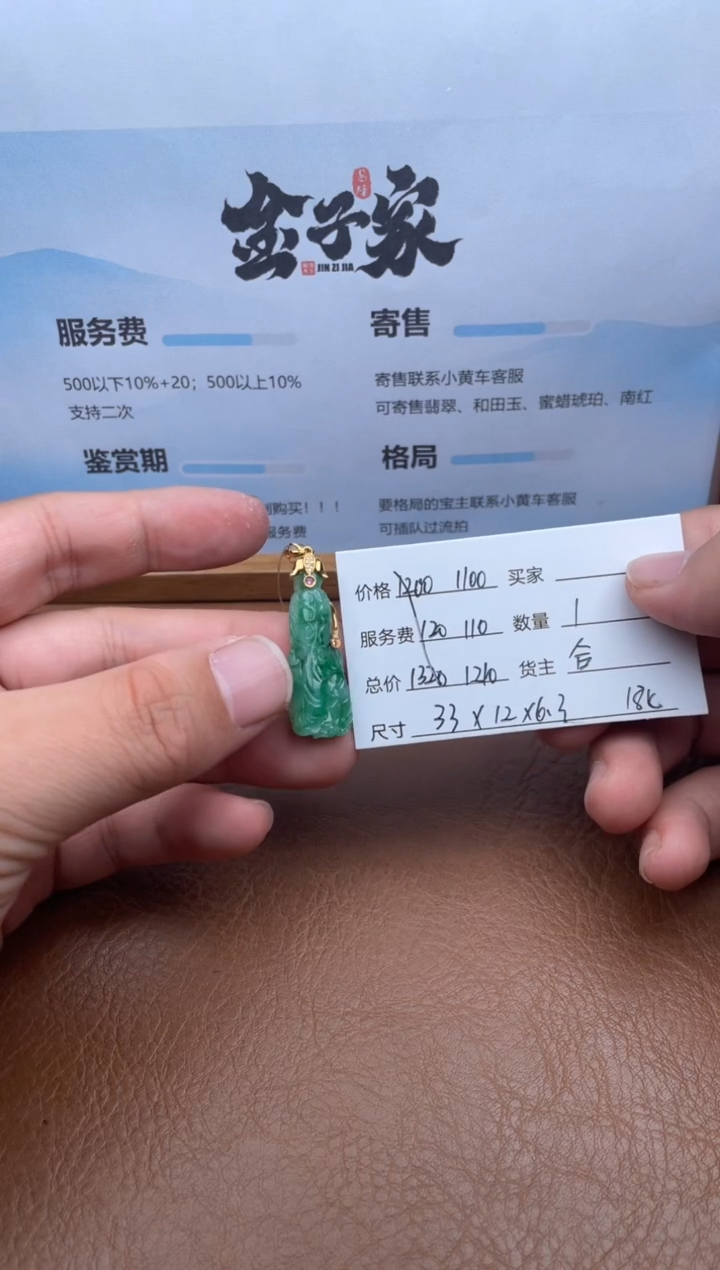 金子家
JIN ZI JIA
服务费
500以下10%+20；500以上10%
支持二次
寄售
寄售联系小黄车客服
可寄售翡翠、和田玉、蜜蜡琥珀、南红
鉴赏期
购买！！！
服务费
格局
要格局的宝主联系小黄车客服
可插队过流拍
价格 1200 1100 买家
服务费 120 110 数量 1
总价 1320 1210 货主 合
尺寸 33×12×6.3 18k